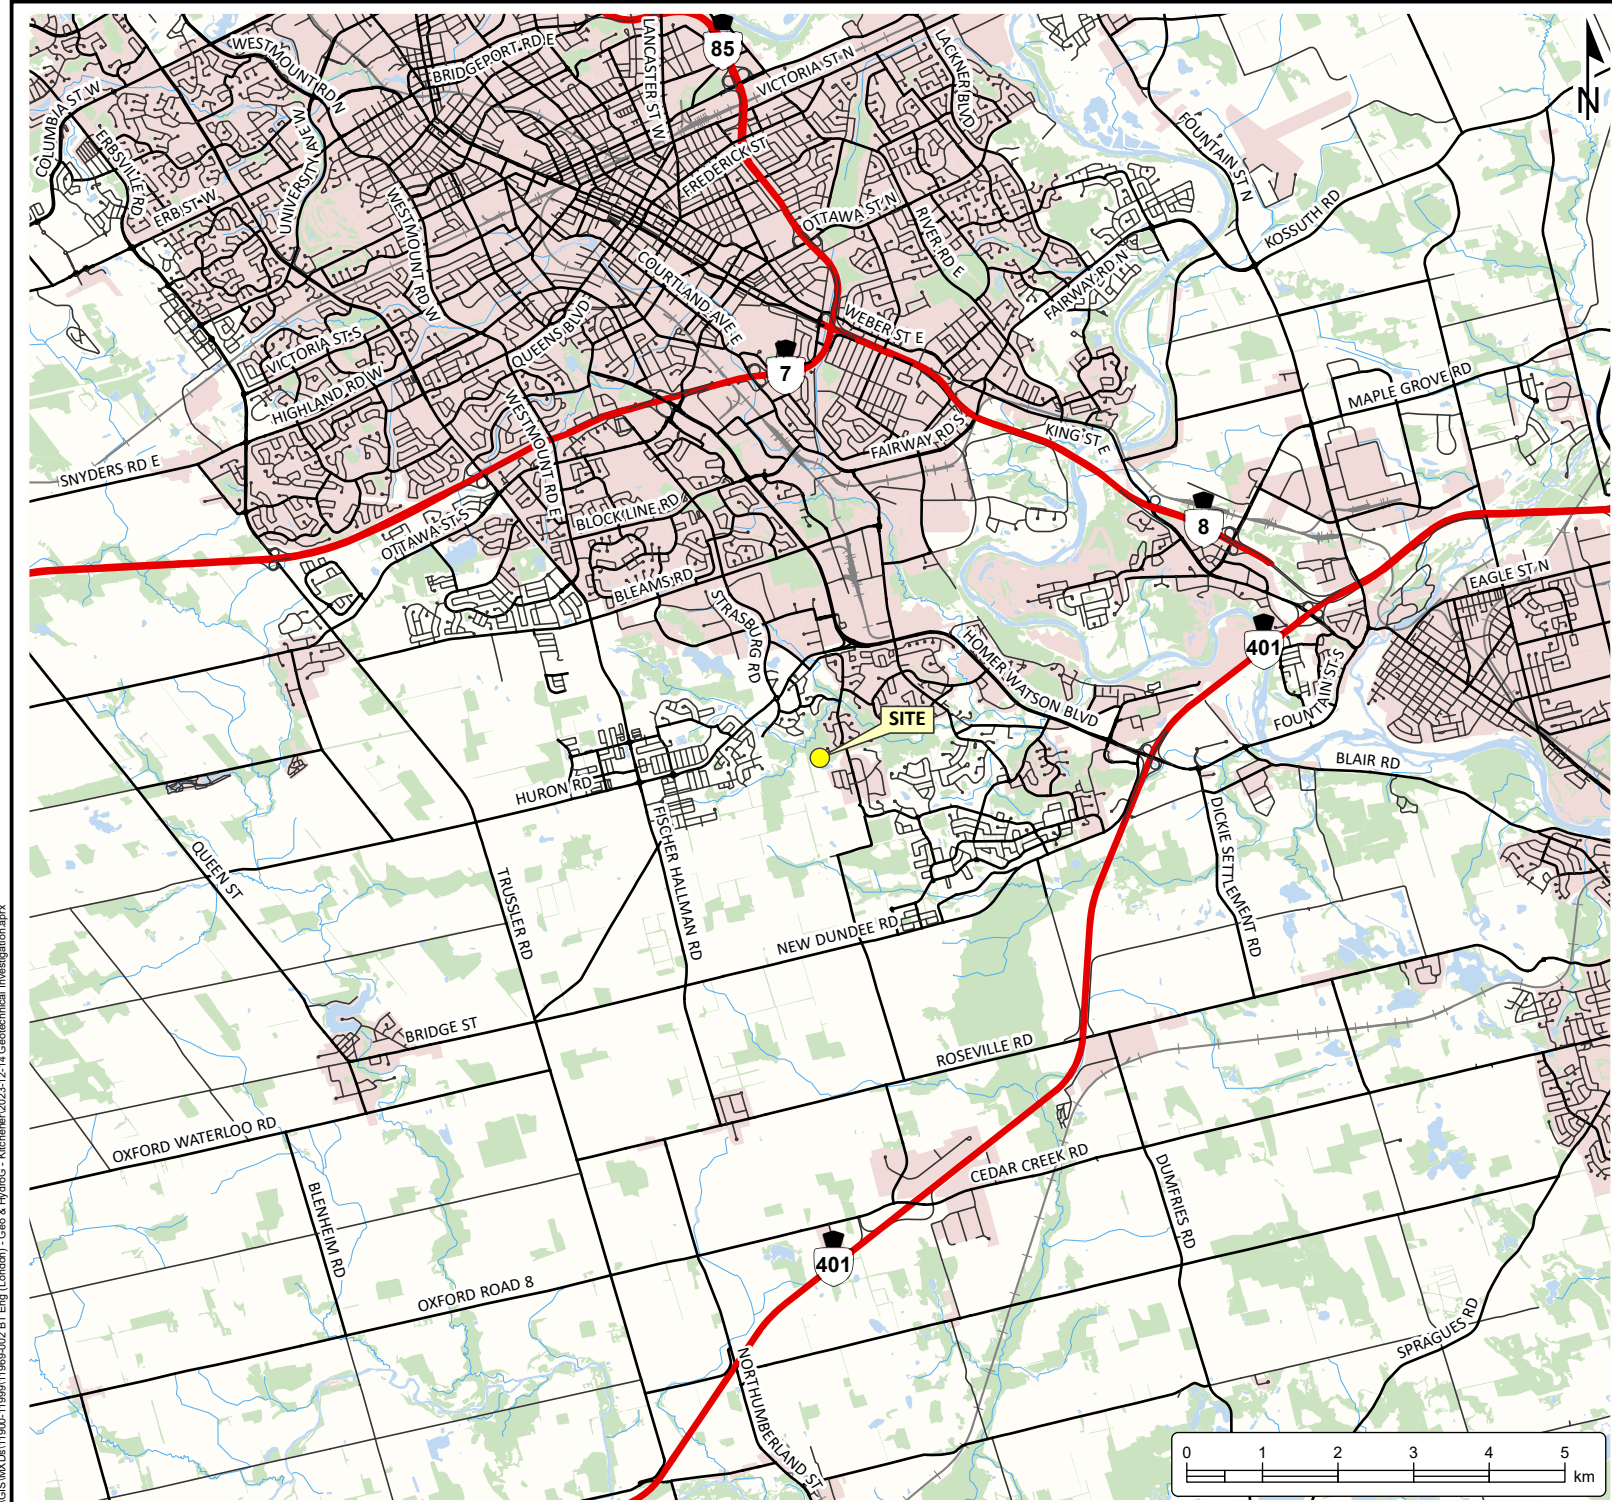 85
BRIDGEPORT RD E
LANCASTER ST W
VICTORIA ST N
LACKNER BLVD
WESTMOUNT RD N
COLUMBIA ST W
ERBSVILLE RD
UNIVERSITY AVE W
ERB ST W
WESTMOUNT RD W
FREDERICK ST
OTTAWA ST N
RIVER RD E
FOUNTAIN ST N
KOSSUTH RD
FAIRWAY RD N
N
COURTLAND AVE E
WEBER ST E
QUEENS BLVD
VICTORIA ST S
HIGHLAND RD W
7
MAPLE GROVE RD
WESTMOUNT RD E
FAIRWAY RD S
KING ST E
SNYDERS RD E
BLOCK LINE RD
OTTAWA ST S
8
BLEAMS RD
STRASBURG RD
HOMER WATSON BLVD
EAGLE ST N
401
FOUNTAIN ST S
SITE
BLAIR RD
HURON RD
FISCHER HALLMAN RD
DICKIE SETTLEMENT RD
QUEEN ST
TRUSSLER RD
NEW DUNDEE RD
BRIDGE ST
ROSEVILLE RD
OXFORD WATERLOO RD
CEDAR CREEK RD
BLENHEIM RD
DUMFRIES RD
401
OXFORD ROAD 8
SPRAGUES RD
NORTHUMBERLAND ST
0 1 2 3 4 5
km